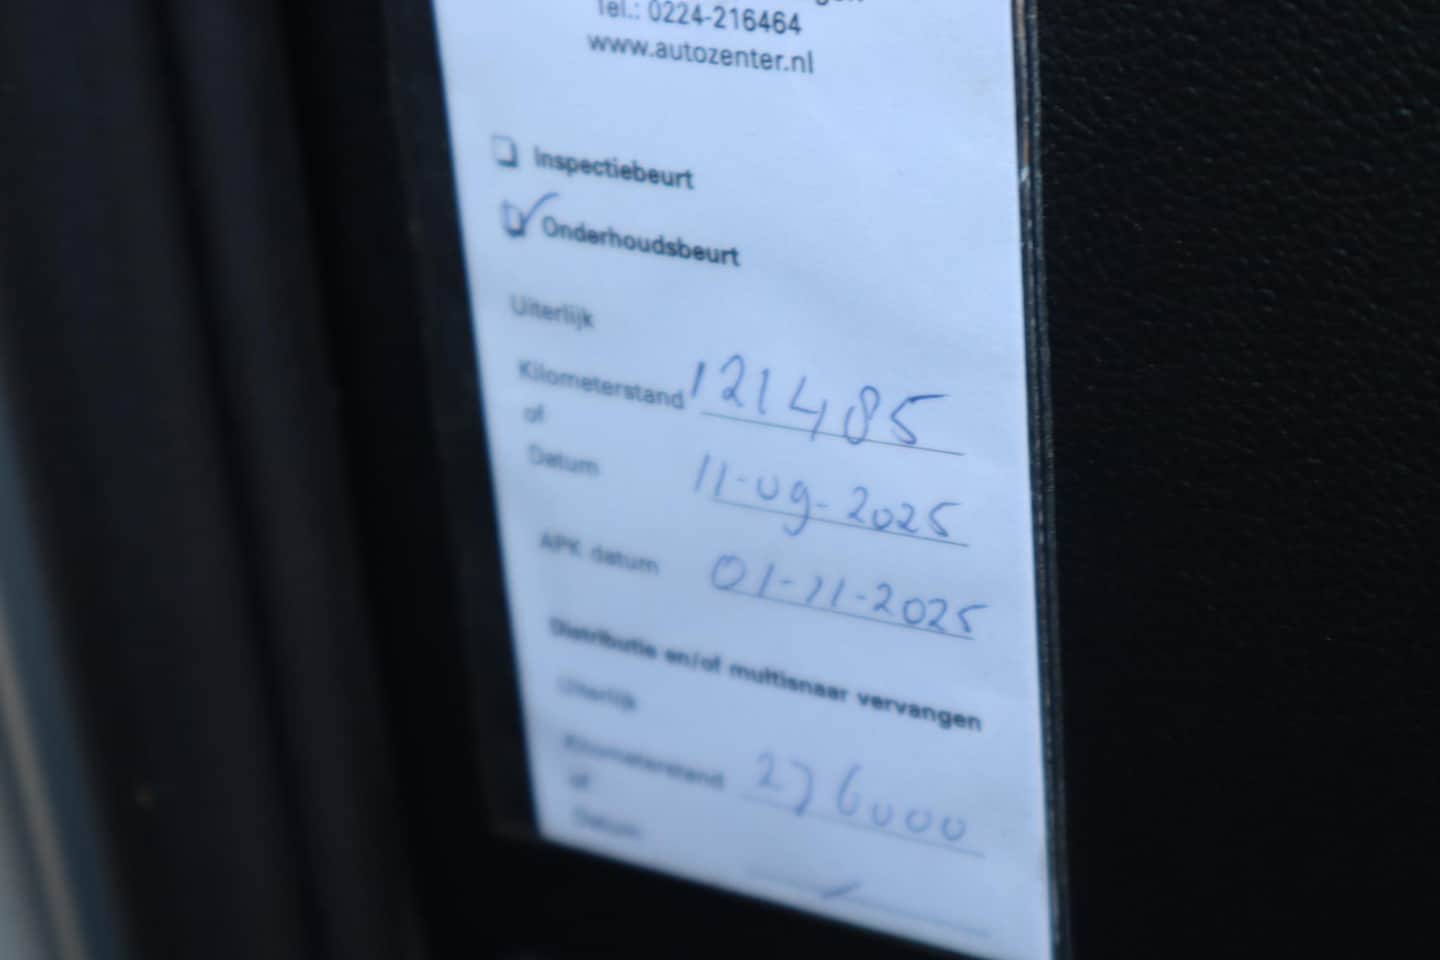 Tel.: 0224-216464
www.autozenter.nl
Inspectiebeurt
Onderhoudsbeurt
Uiterlijk
Kilometerstand 121485
of
Datum 11-09-2025
APK datum 01-11-2025
Distributie en/of multisnaar vervangen
Uiterlijk
Kilometerstand 276000
of
Datum